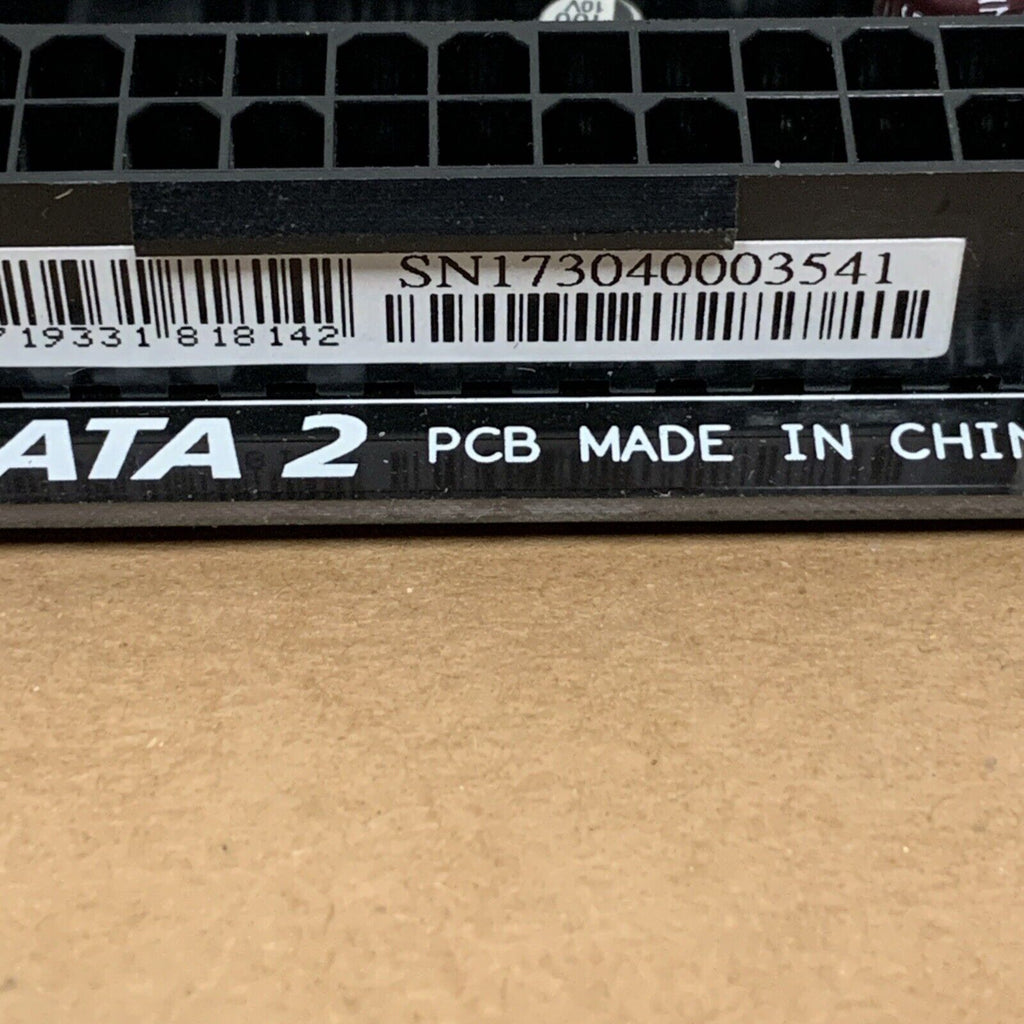 SN173040003541
19331 818142
ATA 2 PCB MADE IN CHIN